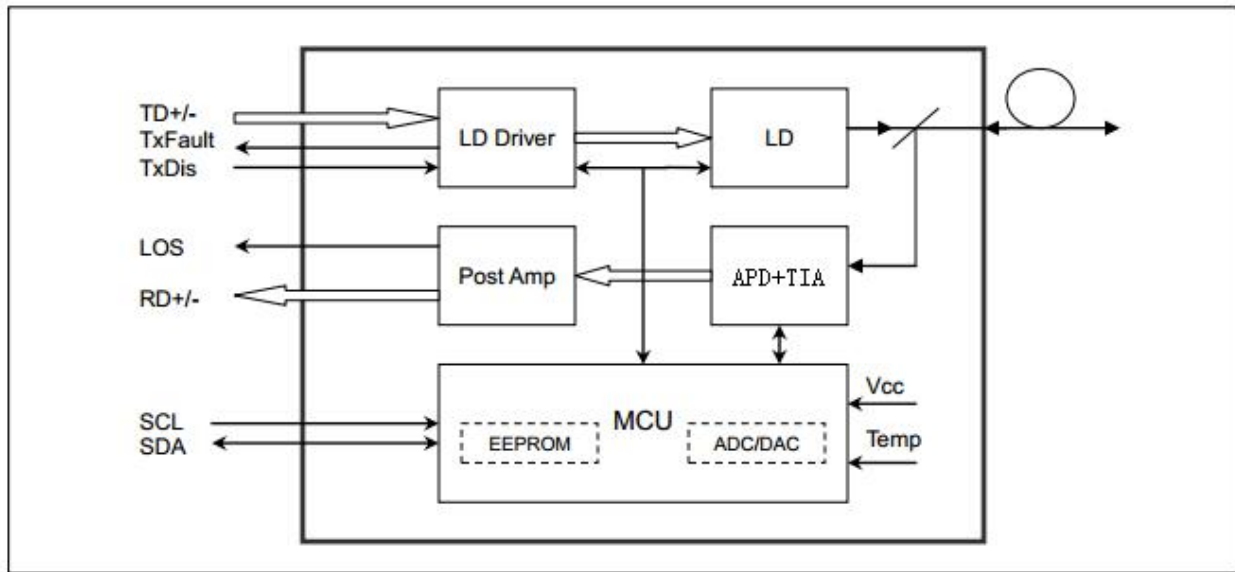 TD+/-
TxFault
TxDis
LD Driver
LD
LOS
RD+/-
Post Amp
APD+TIA
SCL
SDA
MCU
EEPROM
ADC/DAC
Vcc
Temp